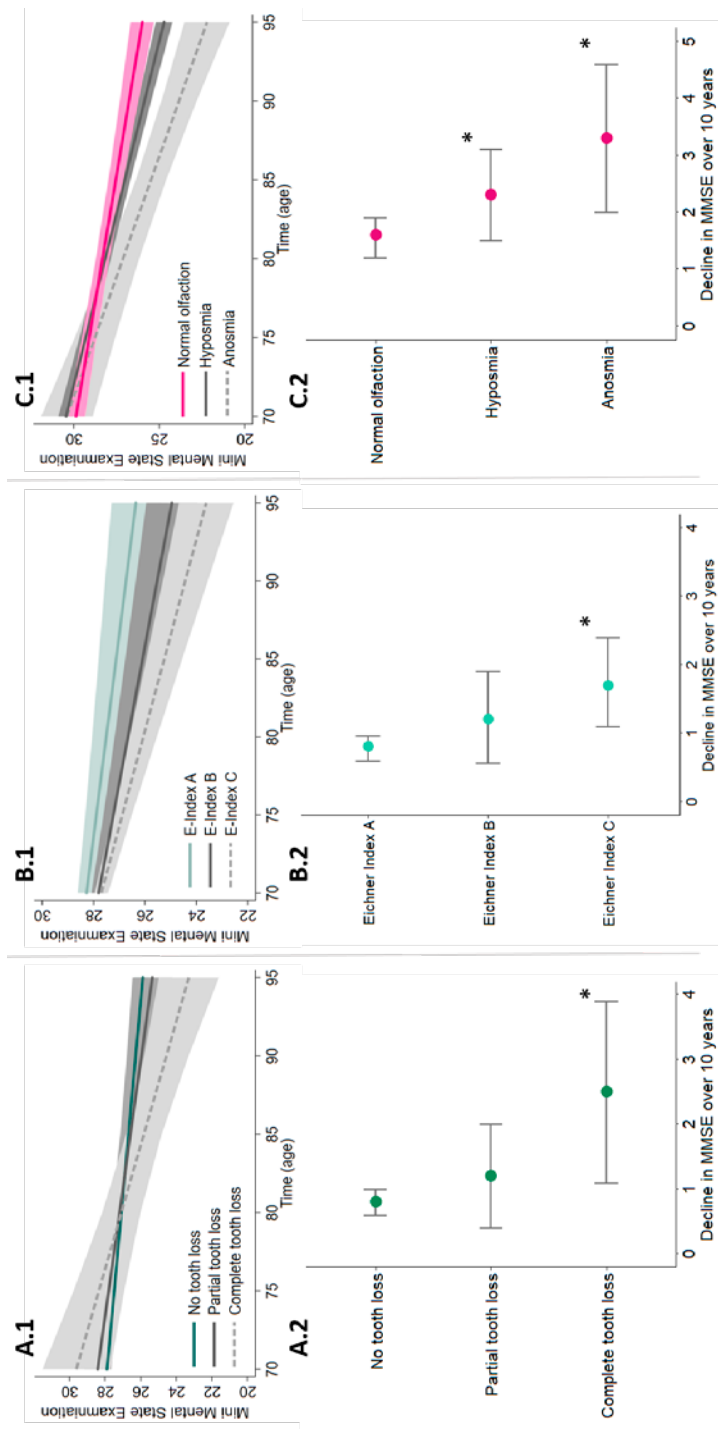 A.1
Mini Mental State Examniation
30
28
26
24
22
20
No tooth loss
Partial tooth loss
Complete tooth loss
70
75
80
85
90
95
Time (age)
B.1
Mini Mental State Examniation
30
28
26
24
22
E-Index A
E-Index B
E-Index C
70
75
80
85
90
95
Time (age)
C.1
Mini Mental State Examniation
30
25
20
Normal olfaction
Hyposmia
Anosmia
70
75
80
85
90
95
Time (age)
A.2
No tooth loss
Partial tooth loss
Complete tooth loss
*
0
1
2
3
4
Decline in MMSE over 10 years
B.2
Eichner Index A
Eichner Index B
Eichner Index C
*
0
1
2
3
4
Decline in MMSE over 10 years
C.2
Normal olfaction
Hyposmia
*
Anosmia
*
0
1
2
3
4
5
Decline in MMSE over 10 years